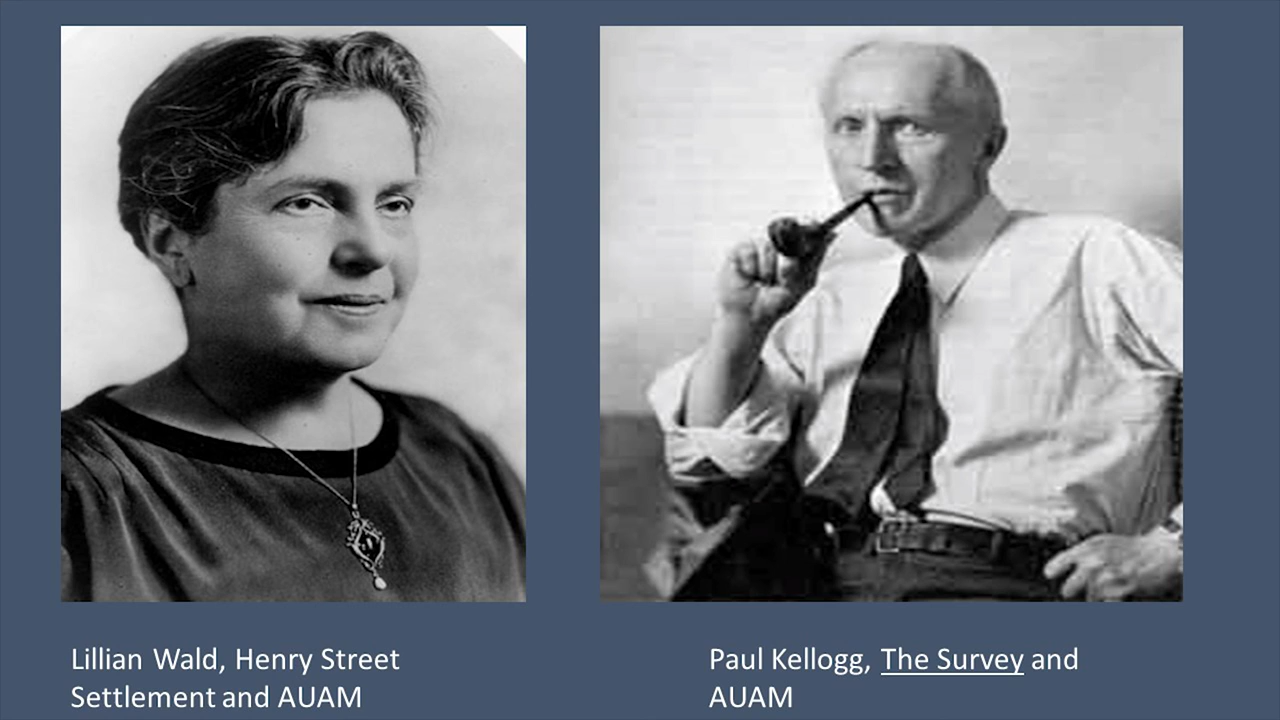 Lillian Wald, Henry Street
Settlement and AUAM
Paul Kellogg, The Survey and
AUAM